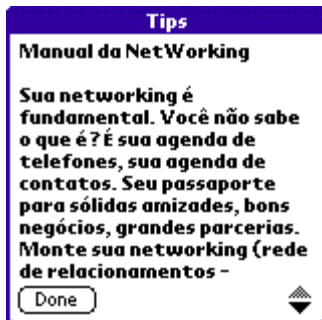 Tips
Manual da NetWorking
Sua networking é
fundamental. Você não sabe
o que é? É sua agenda de
telefones, sua agenda de
contatos. Seu passaporte
para sólidas amizades, bons
negócios, grandes parcerias.
Monte sua networking (rede
de relacionamentos -
Done